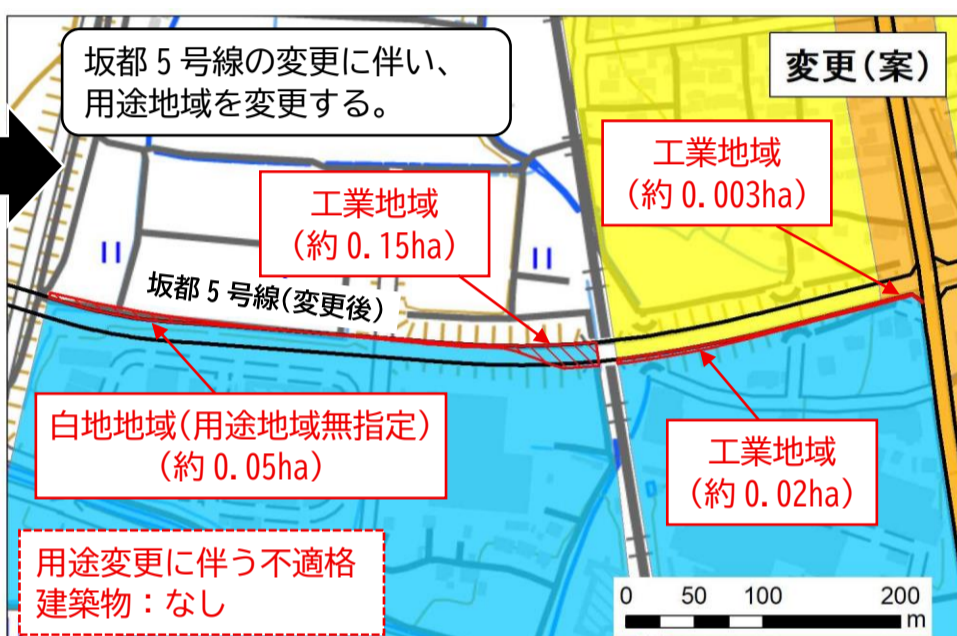 坂都5号線の変更に伴い、
用途地域を変更する。
変更(案)
工業地域
(約0.003ha)
工業地域
(約0.15ha)
坂都5号線(変更後)
白地地域(用途地域無指定)
(約0.05ha)
工業地域
(約0.02ha)
用途変更に伴う不適格
建築物：なし
0 50 100 200
m